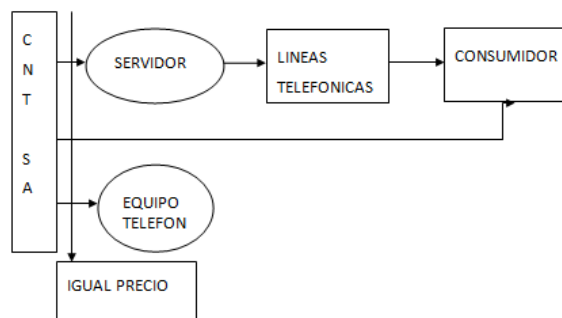 C
N
T
S
A
SERVIDOR
LINEAS
TELEFONICAS
CONSUMIDOR
EQUIPO
TELEFON
IGUAL PRECIO